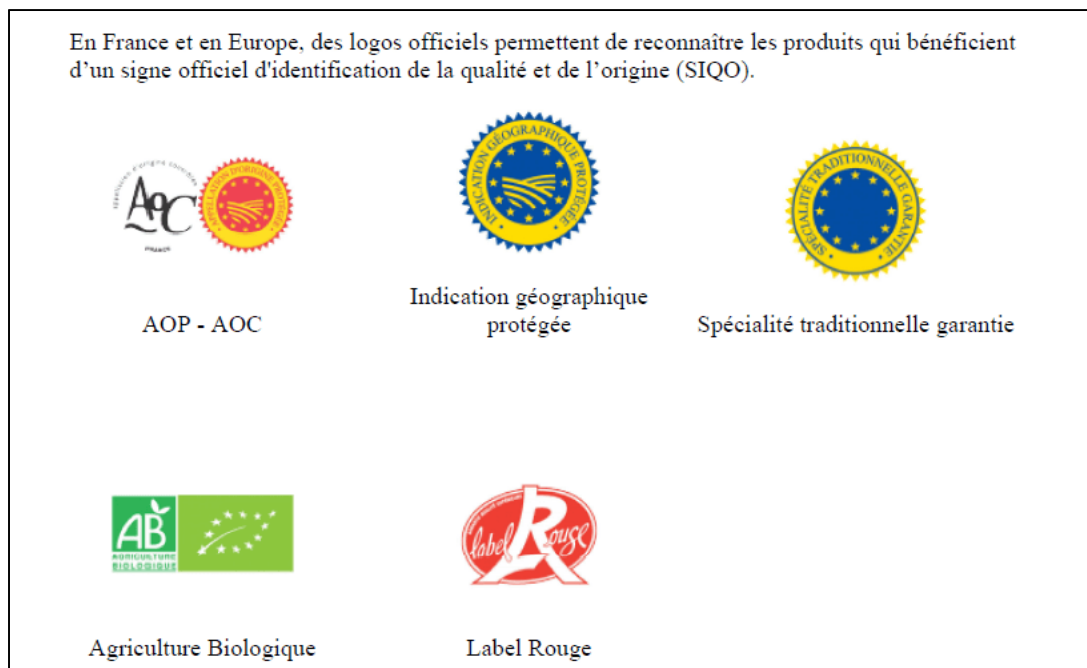 En France et en Europe, des logos officiels permettent de reconnaître les produits qui bénéficient
d’un signe officiel d'identification de la qualité et de l’origine (SIQO).
AOC
FRANCE
APPELLATION D'ORIGINE PROTÉGÉE
INDICATION GÉOGRAPHIQUE PROTÉGÉE
SPÉCIALITÉ TRADITIONNELLE GARANTIE
AOP - AOC
Indication géographique
protégée
Spécialité traditionnelle garantie
AB
AGRICULTURE
BIOLOGIQUE
label Rouge
Agriculture Biologique
Label Rouge